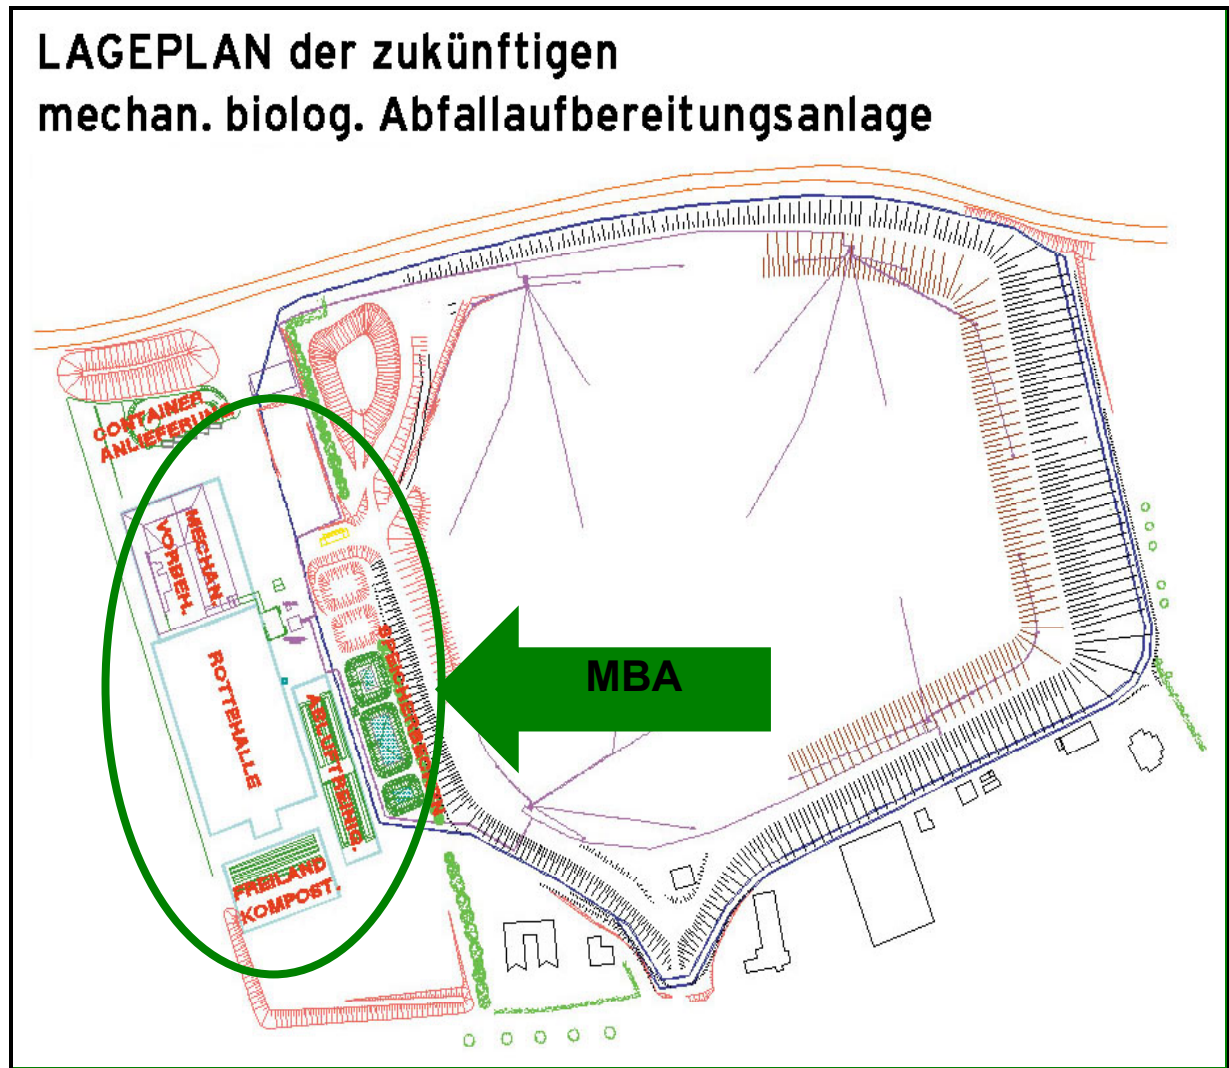 LAGEPLAN der zukünftigen
mechan. biolog. Abfallaufbereitungsanlage
CONTAINER
ANLIEFERUNG
MECHAN.
VORBEH.
ROTTEHALLE
ABLUFTREINIG.
SPEICHERBECKEN
MBA
FREILAND
KOMPOST.